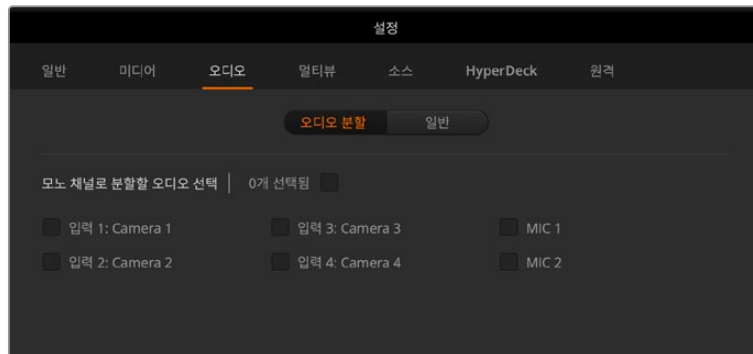 설정
일반 미디어 오디오 멀티뷰 소스 HyperDeck 원격
오디오 분할 일반
모노 채널로 분할할 오디오 선택 0개 선택됨
입력 1: Camera 1 입력 3: Camera 3 MIC 1
입력 2: Camera 2 입력 4: Camera 4 MIC 2